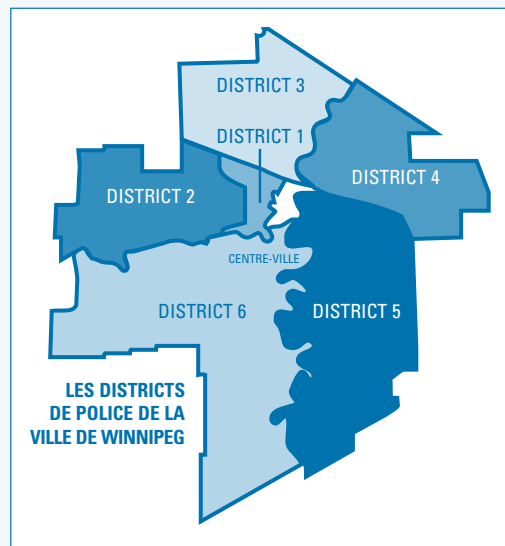 DISTRICT 3
DISTRICT 1
DISTRICT 4
DISTRICT 2
CENTRE-VILLE
DISTRICT 6
DISTRICT 5
LES DISTRICTS
DE POLICE DE LA
VILLE DE WINNIPEG